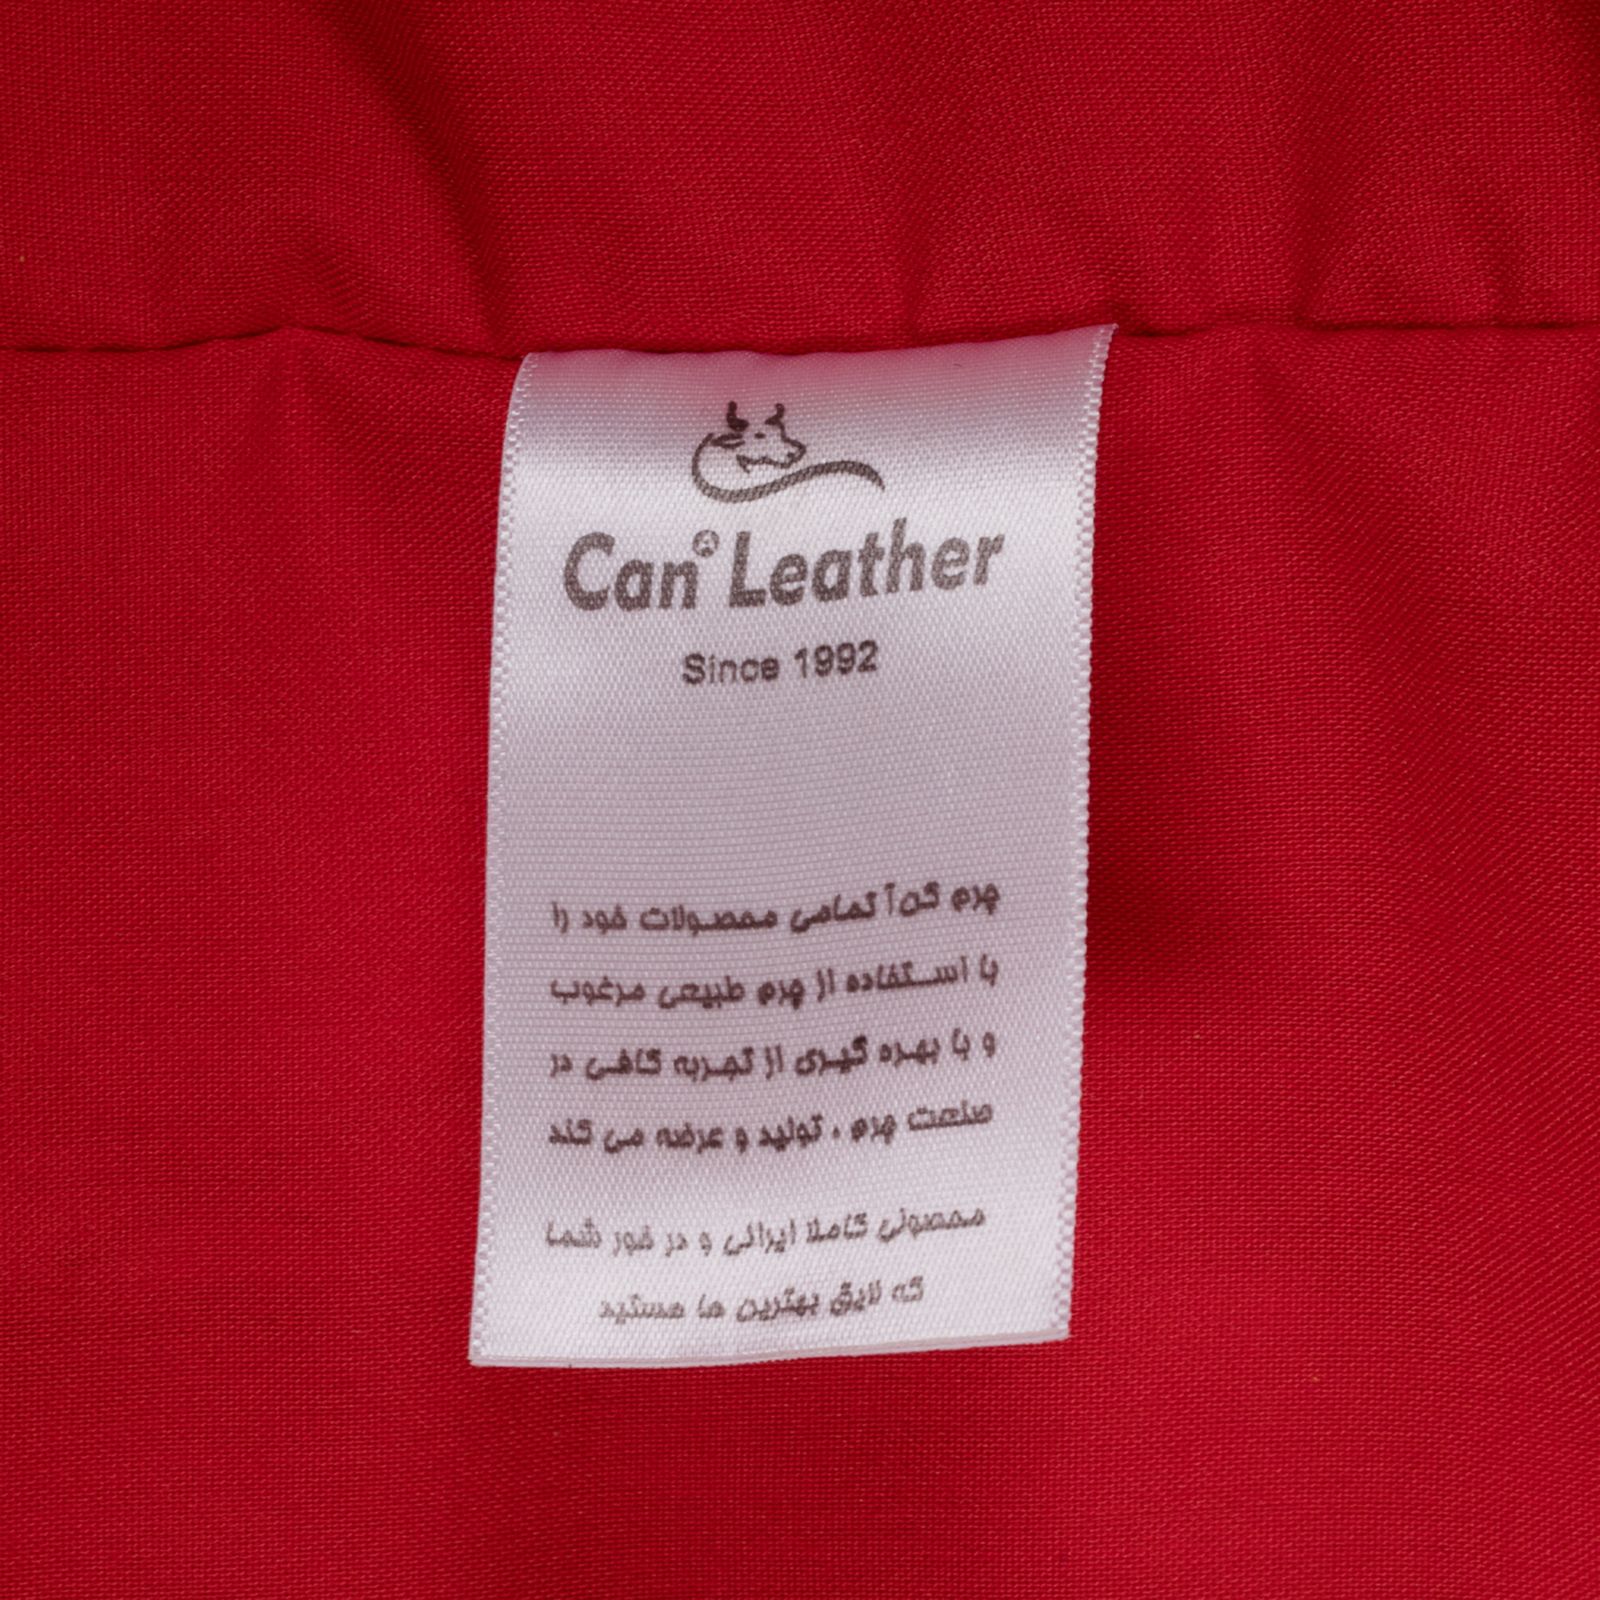 Can Leather
Since 1992
چرم کن‌آ تمامی محصولات خود را
با استفاده از چرم طبیعی مرغوب
و با بهره گیری از تجربه کافی در
صنعت چرم ، تولید و عرضه می کند
محصولی کاملا ایرانی و در خور شما
که لایق بهترین ها هستید